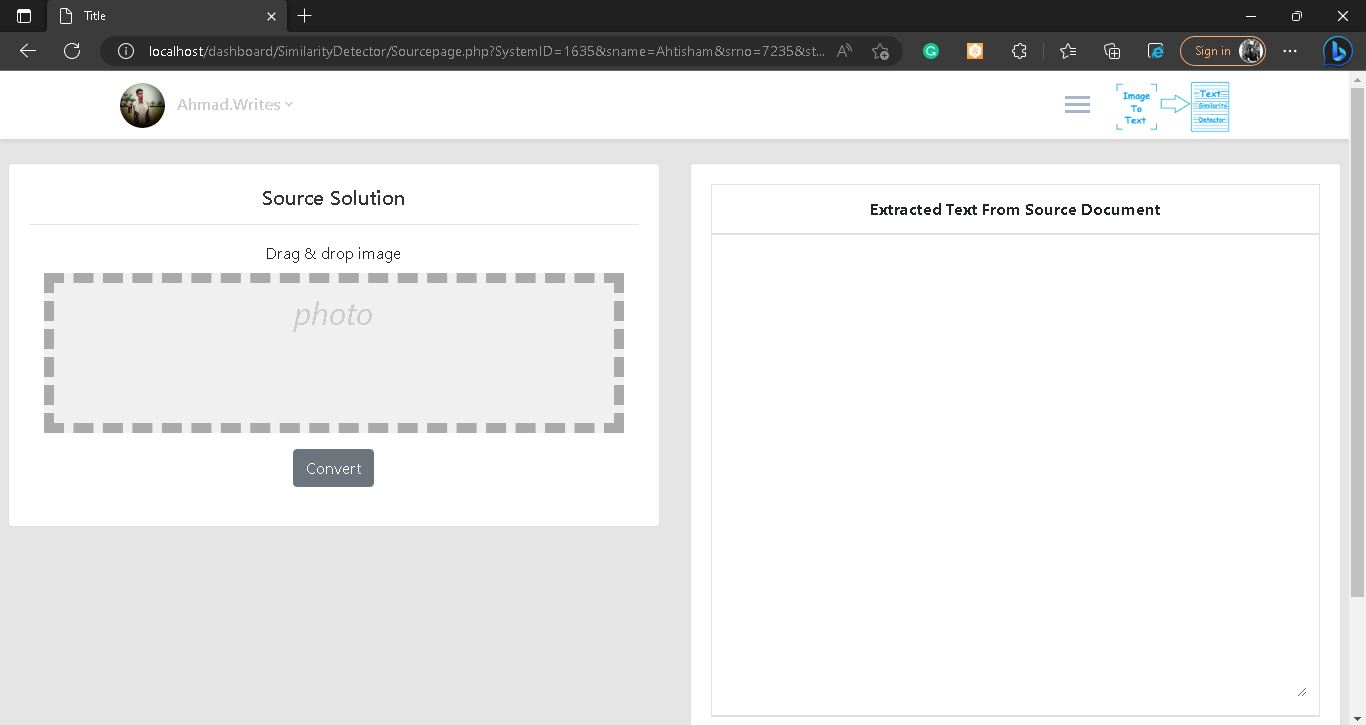 Title
localhost/dashboard/SimilarityDetector/Sourcepage.php?SystemID=1635&sname=Ahtisham&srno=7235&st...
Sign in
Ahmad.Writes
Image
To
Text
Text
Similarity
Detector
Source Solution
Drag & drop image
photo
Convert
Extracted Text From Source Document